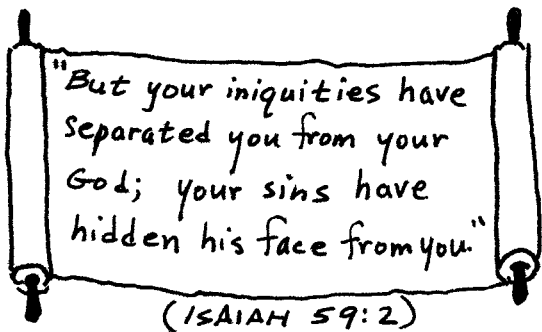 "But your iniquities have
separated you from your
God; your sins have
hidden his face from you."
(ISAIAH 59:2)